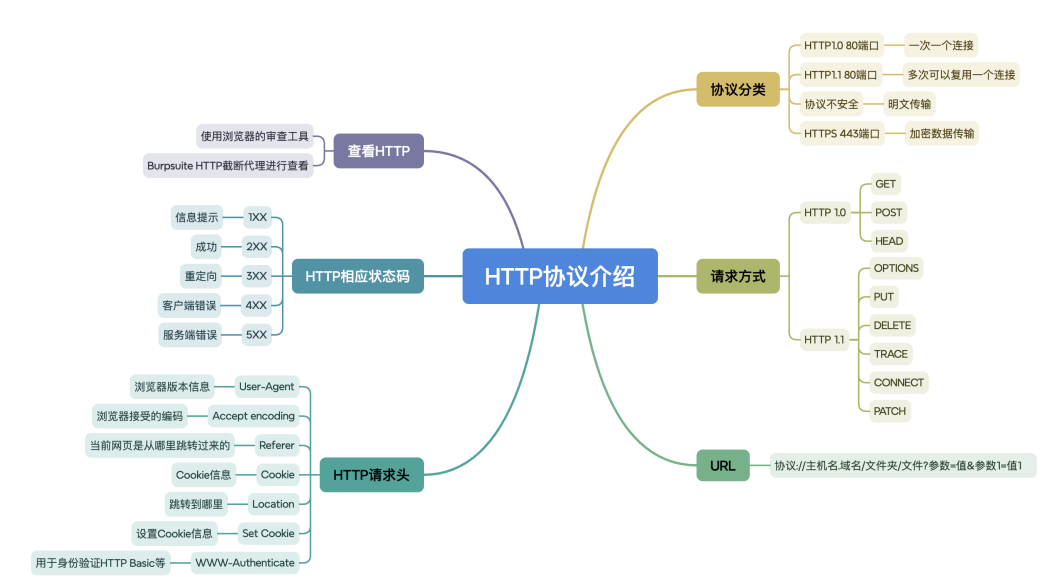 HTTP协议介绍
协议分类
HTTP1.0 80端口
一次一个连接
HTTP1.1 80端口
多次可以复用一个连接
协议不安全
明文传输
HTTPS 443端口
加密数据传输
请求方式
HTTP 1.0
GET
POST
HEAD
HTTP 1.1
OPTIONS
PUT
DELETE
TRACE
CONNECT
PATCH
URL
协议://主机名.域名/文件夹/文件?参数=值&参数1=值1
查看HTTP
使用浏览器的审查工具
Burpsuite HTTP截断代理进行查看
HTTP相应状态码
1XX
信息提示
2XX
成功
3XX
重定向
4XX
客户端错误
5XX
服务端错误
HTTP请求头
User-Agent
浏览器版本信息
Accept encoding
浏览器接受的编码
Referer
当前网页是从哪里跳转过来的
Cookie
Cookie信息
Location
跳转到哪里
Set Cookie
设置Cookie信息
WWW-Authenticate
用于身份验证HTTP Basic等